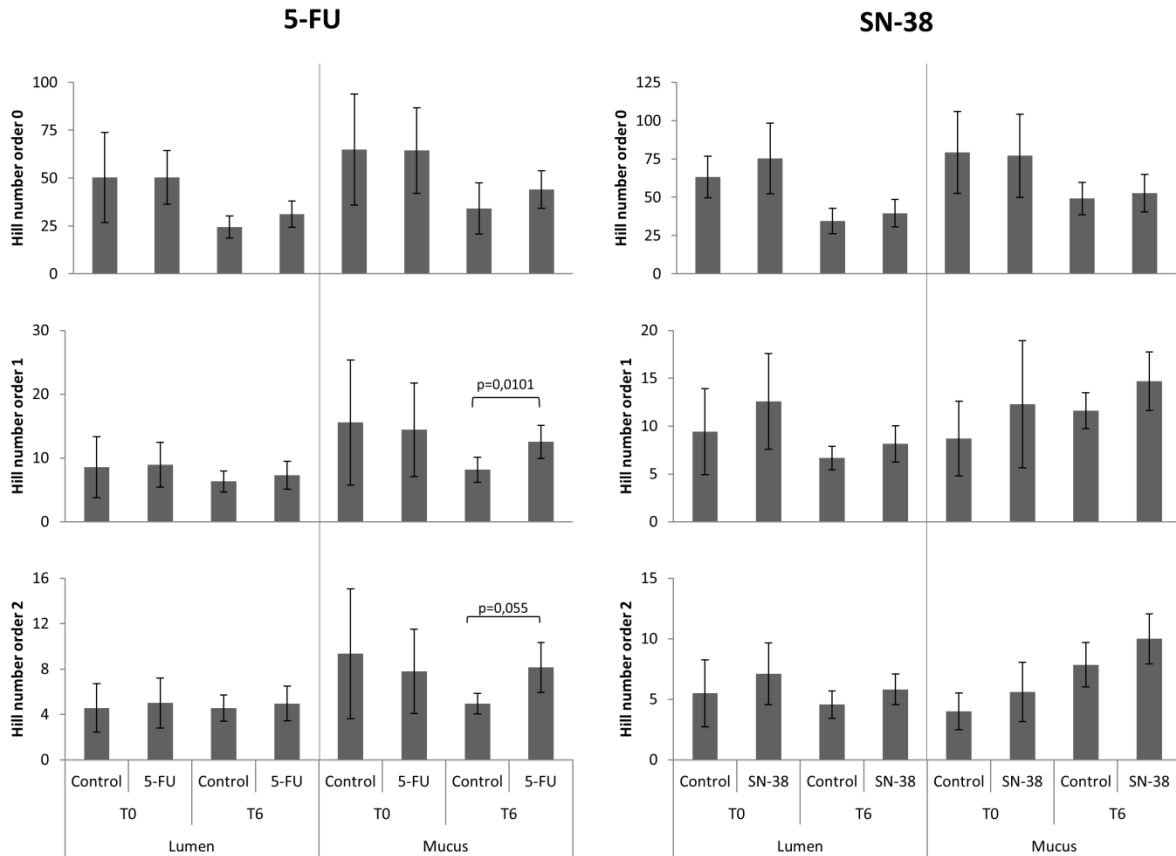 5-FU
SN-38
Hill number order 0
100
75
50
25
0
Hill number order 0
125
100
75
50
25
0
Hill number order 1
30
20
10
0
p=0,0101
Hill number order 1
20
15
10
5
0
Hill number order 2
16
12
8
4
0
p=0,055
Hill number order 2
15
10
5
0
Control 5-FU Control 5-FU Control 5-FU Control 5-FU
T0 T6 T0 T6
Lumen Mucus
Control SN-38 Control SN-38 Control SN-38 Control SN-38
T0 T6 T0 T6
Lumen Mucus